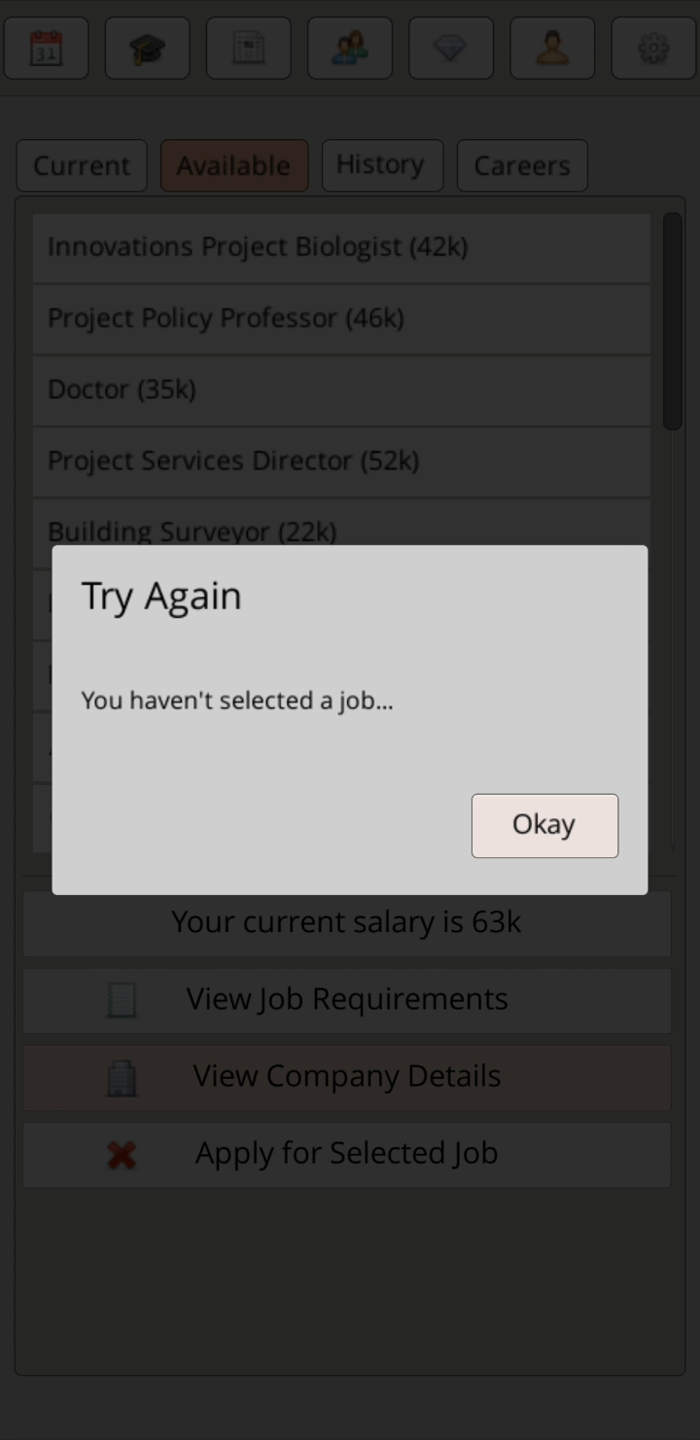 31
Current
Available
History
Careers
Innovations Project Biologist (42k)
Project Policy Professor (46k)
Doctor (35k)
Project Services Director (52k)
Building Surveyor (22k)
Try Again
You haven't selected a job...
Okay
Your current salary is 63k
View Job Requirements
View Company Details
Apply for Selected Job